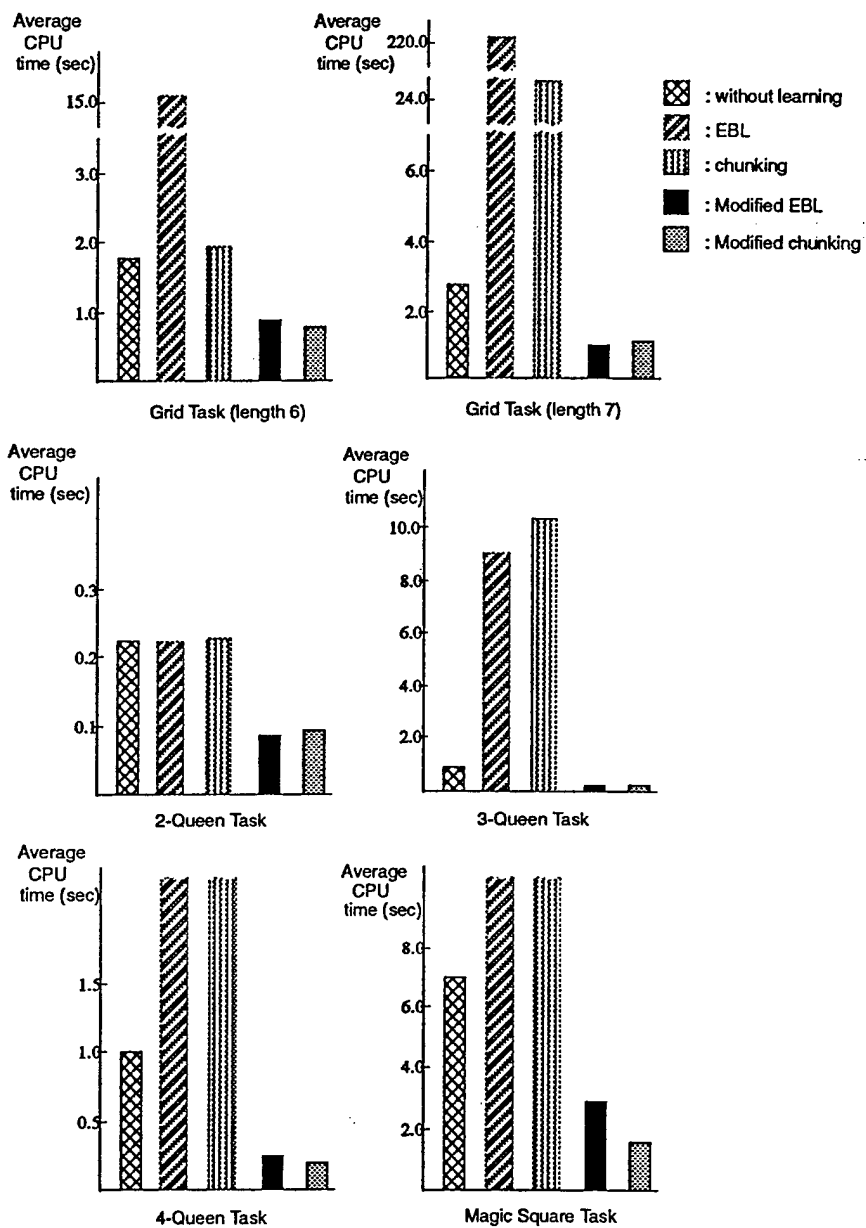 Average
CPU
time (sec)
15.0
3.0
2.0
1.0
Grid Task (length 6)
Average
CPU
time (sec)
220.0
24.0
6.0
4.0
2.0
Grid Task (length 7)
: without learning
: EBL
: chunking
: Modified EBL
: Modified chunking
Average
CPU
time (sec)
0.3
0.2
0.1
2-Queen Task
Average
CPU
time (sec)
10.0
8.0
6.0
4.0
2.0
3-Queen Task
Average
CPU
time (sec)
1.5
1.0
0.5
4-Queen Task
Average
CPU
time (sec)
8.0
6.0
4.0
2.0
Magic Square Task